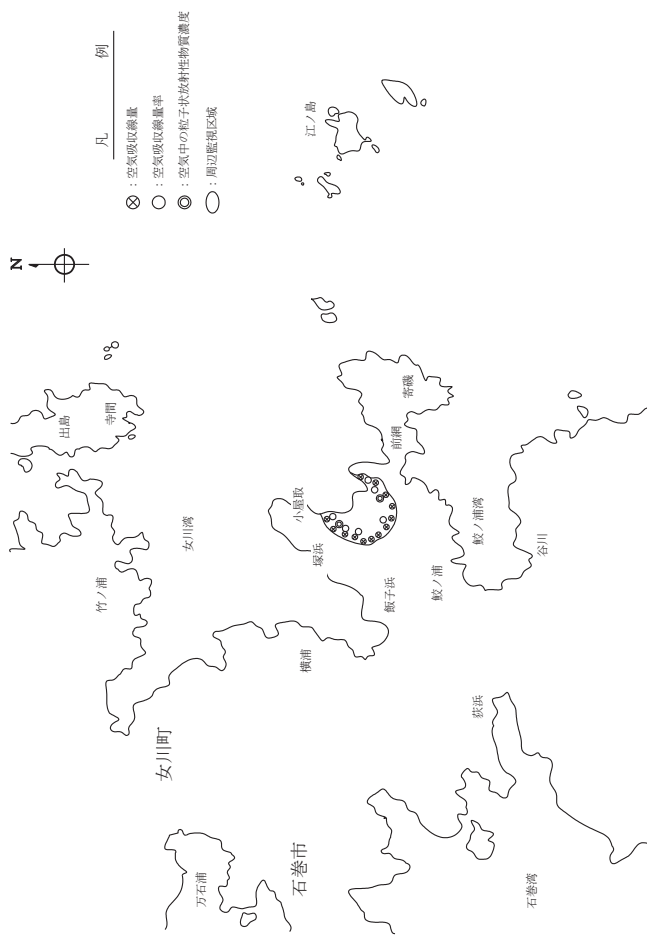 凡　例
⊗：空気吸収線量
○：空気吸収線量率
◎：空気中の粒子状放射性物質濃度
：周辺監視区域
N
江ノ島
出島
寺間
女川湾
竹ノ浦
小屋取
塚浜
前網
寄磯
飯子浜
鮫ノ浦
鮫ノ浦湾
谷川
横浦
女川町
荻浜
万石浦
石巻市
石巻湾